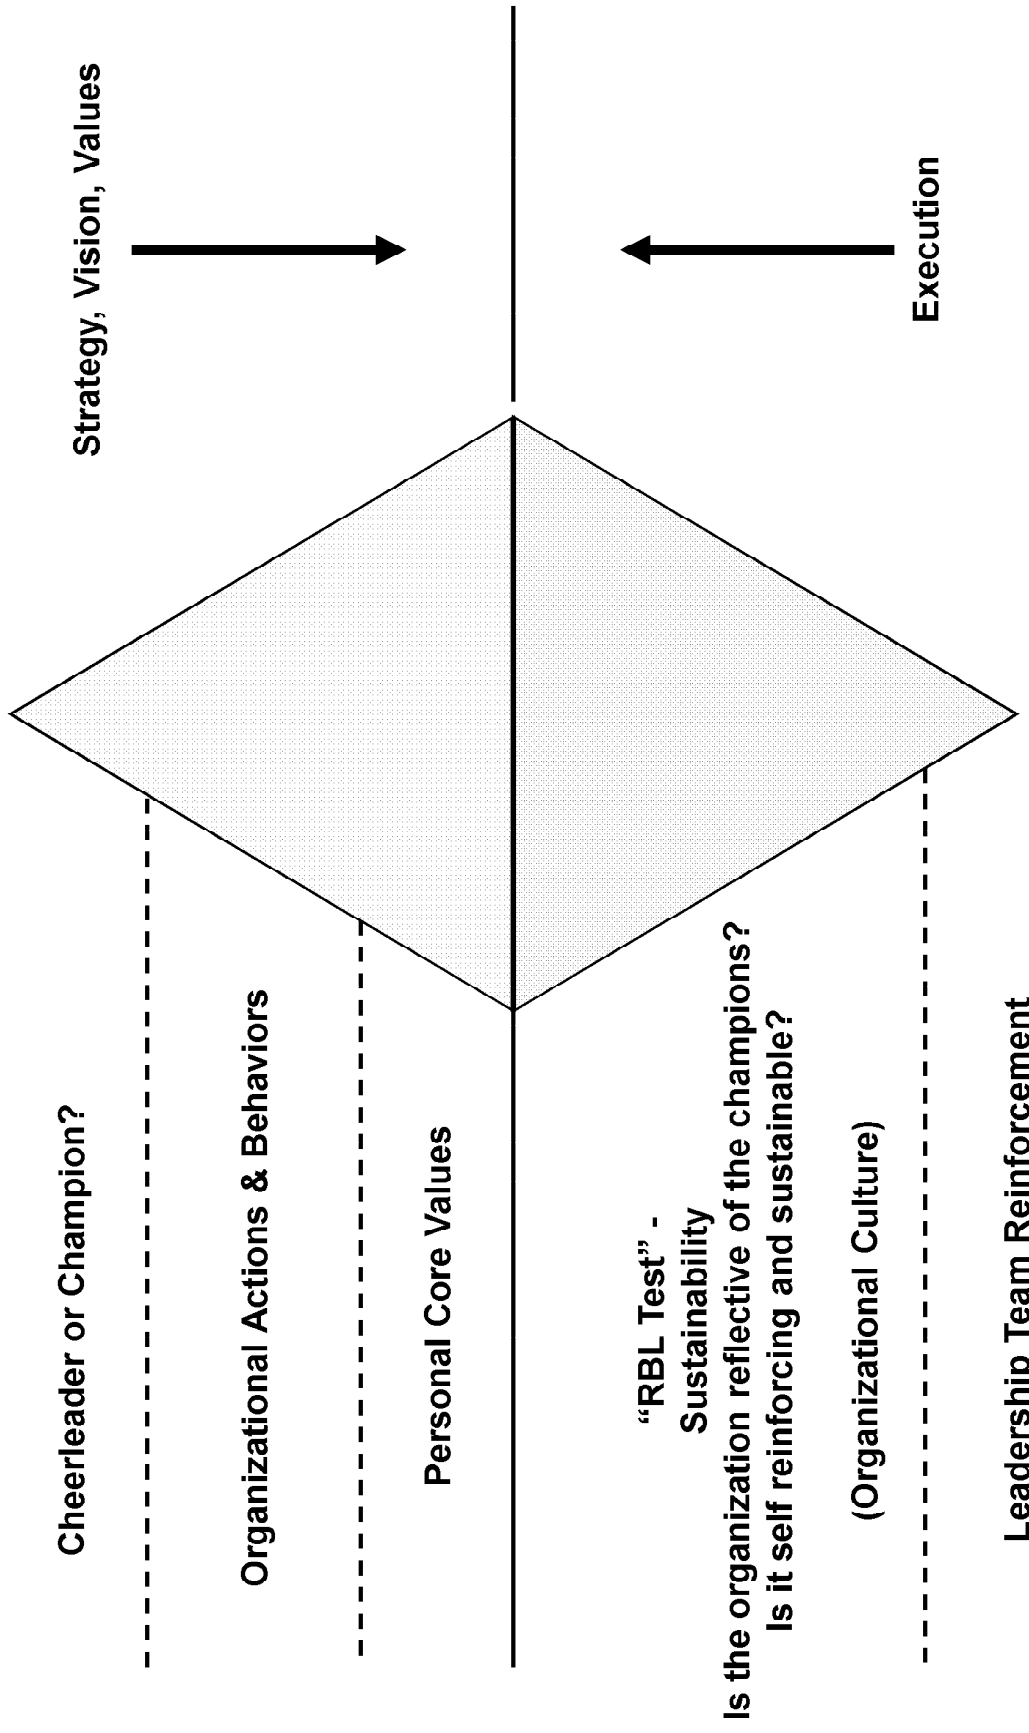 Cheerleader or Champion?
Organizational Actions & Behaviors
Personal Core Values
“RBL Test” -
Sustainability
Is the organization reflective of the champions?
Is it self reinforcing and sustainable?
(Organizational Culture)
Leadership Team Reinforcement
Strategy, Vision, Values
Execution